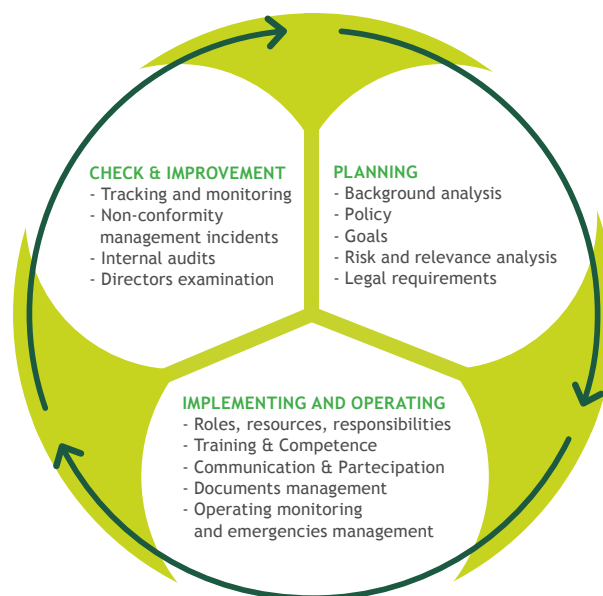 CHECK & IMPROVEMENT
- Tracking and monitoring
- Non-conformity
management incidents
- Internal audits
- Directors examination
PLANNING
- Background analysis
- Policy
- Goals
- Risk and relevance analysis
- Legal requirements
IMPLEMENTING AND OPERATING
- Roles, resources, responsibilities
- Training & Competence
- Communication & Partecipation
- Documents management
- Operating monitoring
and emergencies management